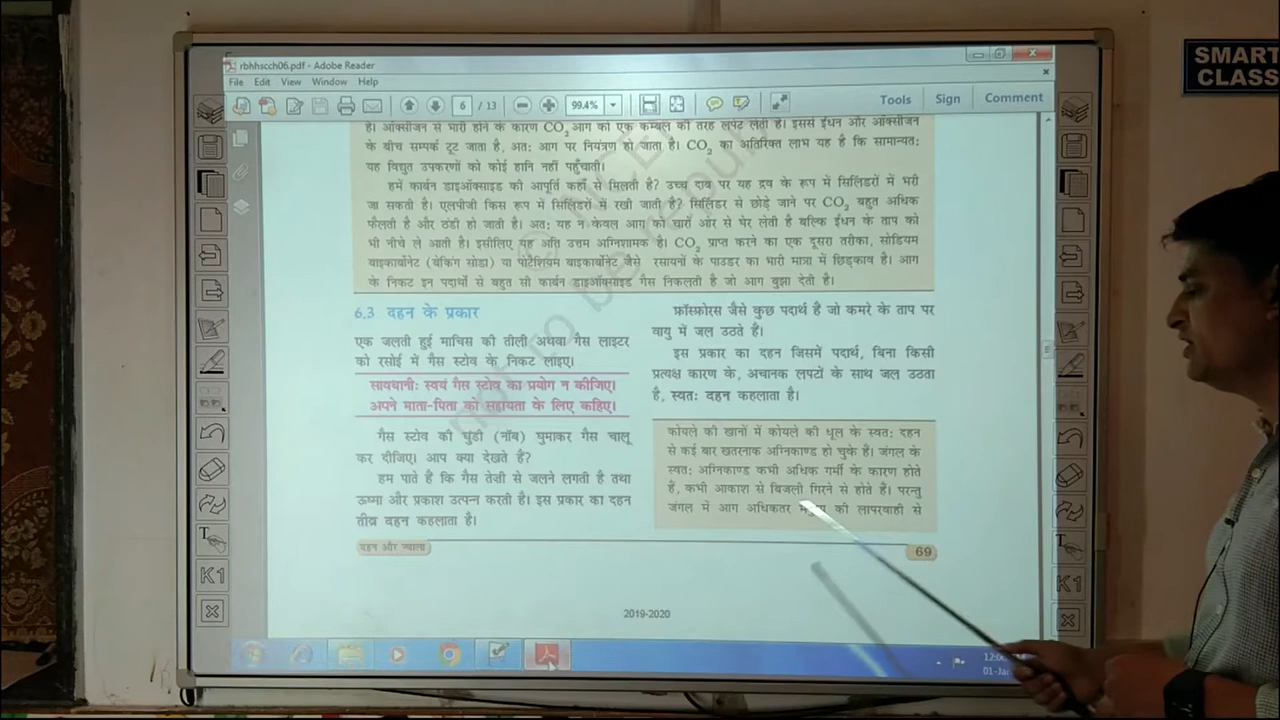 rbhhscch06.pdf - Adobe Reader
File Edit View Window Help
6 / 13 99.4% Tools Sign Comment
SMART
CLASS
है। ऑक्सीजन से भारी होने के कारण CO2 आग को एक कम्बल की तरह लपेट लेती है। इससे ईंधन और ऑक्सीजन
के बीच सम्पर्क टूट जाता है, अतः आग पर नियंत्रण हो जाता है। CO2 का अतिरिक्त लाभ यह है कि सामान्यतः
यह विद्युत उपकरणों को कोई हानि नहीं पहुँचाती।
हमें कार्बन डाइऑक्साइड की आपूर्ति कहाँ से मिलती है? उच्च दाब पर यह द्रव के रूप में सिलिंडरों में भरी
जा सकती है। एलपीजी किस रूप में सिलिंडरों में रखी जाती है? सिलिंडर से छोड़े जाने पर CO2 बहुत अधिक
फैलती है और ठंडी हो जाती है। अतः यह न केवल आग को चारों ओर से घेर लेती है बल्कि ईंधन के ताप को
भी नीचे ले आती है। इसीलिए यह अति उत्तम अग्निशामक है। CO2 प्राप्त करने का एक दूसरा तरीका, सोडियम
बाइकार्बोनेट (बेकिंग सोडा) या पोटैशियम बाइकार्बोनेट जैसे रसायनों के पाउडर का भारी मात्रा में छिड़काव है। आग
के निकट इन पदार्थों से बहुत सी कार्बन डाइऑक्साइड गैस निकलती है जो आग बुझा देती है।
6.3 दहन के प्रकार
एक जलती हुई माचिस की तीली अथवा गैस लाइटर
को रसोई में गैस स्टोव के निकट लाइए।
सावधानी: स्वयं गैस स्टोव का प्रयोग न कीजिए।
अपने माता-पिता को सहायता के लिए कहिए।
गैस स्टोव की घुंडी (नॉब) घुमाकर गैस चालू
कर दीजिए। आप क्या देखते हैं?
हम पाते हैं कि गैस तेज़ी से जलने लगती है तथा
ऊष्मा और प्रकाश उत्पन्न करती है। इस प्रकार का दहन
तीव्र दहन कहलाता है।
फ़ॉस्फ़ोरस जैसे कुछ पदार्थ हैं जो कमरे के ताप पर
वायु में जल उठते हैं।
इस प्रकार का दहन जिसमें पदार्थ, बिना किसी
प्रत्यक्ष कारण के, अचानक लपटों के साथ जल उठता
है, स्वतः दहन कहलाता है।
कोयले की खानों में कोयले की धूल के स्वतः दहन
से कई बार खतरनाक अग्निकाण्ड हो चुके हैं। जंगल के
स्वतः अग्निकाण्ड कभी अधिक गर्मी के कारण होते
हैं, कभी आकाश से बिजली गिरने से होते हैं। परन्तु
जंगल में आग अधिकतर की लापरवाही से
दहन और ज्वाला
69
2019-2020
K1
K1